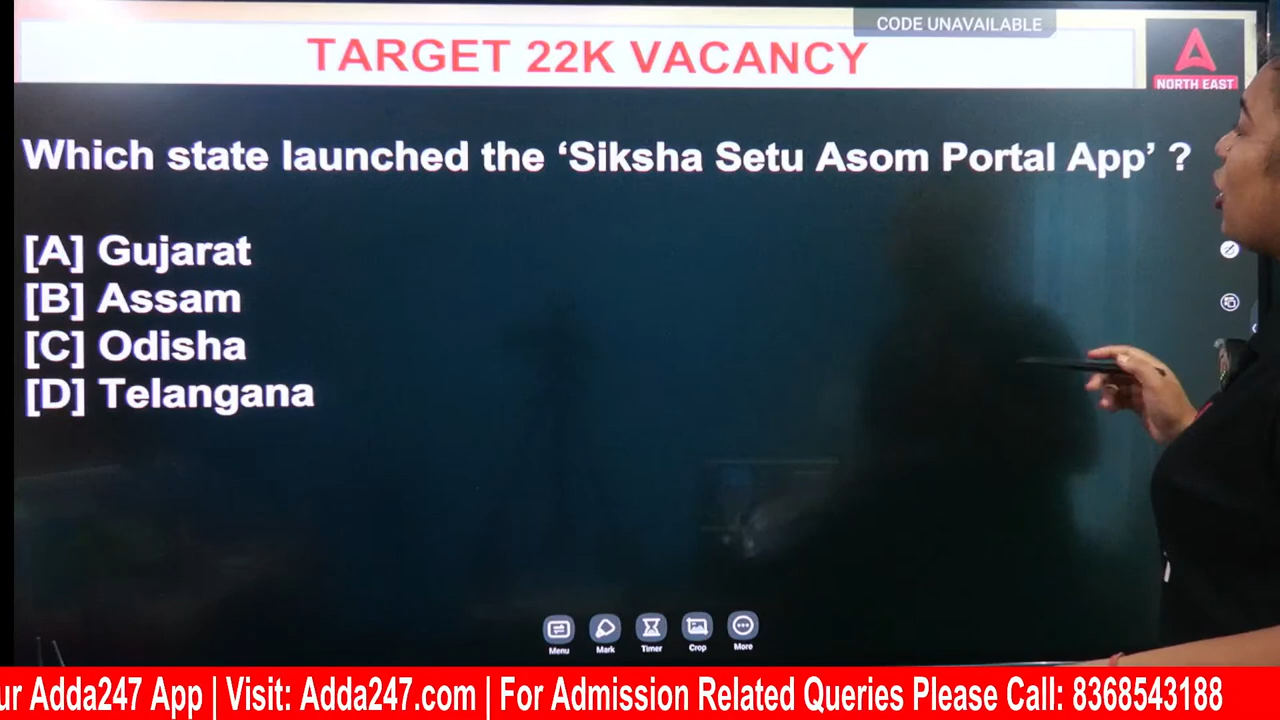 CODE UNAVAILABLE
TARGET 22K VACANCY
NORTH EAST
Which state launched the ‘Siksha Setu Asom Portal App’ ?
[A] Gujarat
[B] Assam
[C] Odisha
[D] Telangana
Menu Mark Timer Crop More
ur Adda247 App | Visit: Adda247.com | For Admission Related Queries Please Call: 8368543188